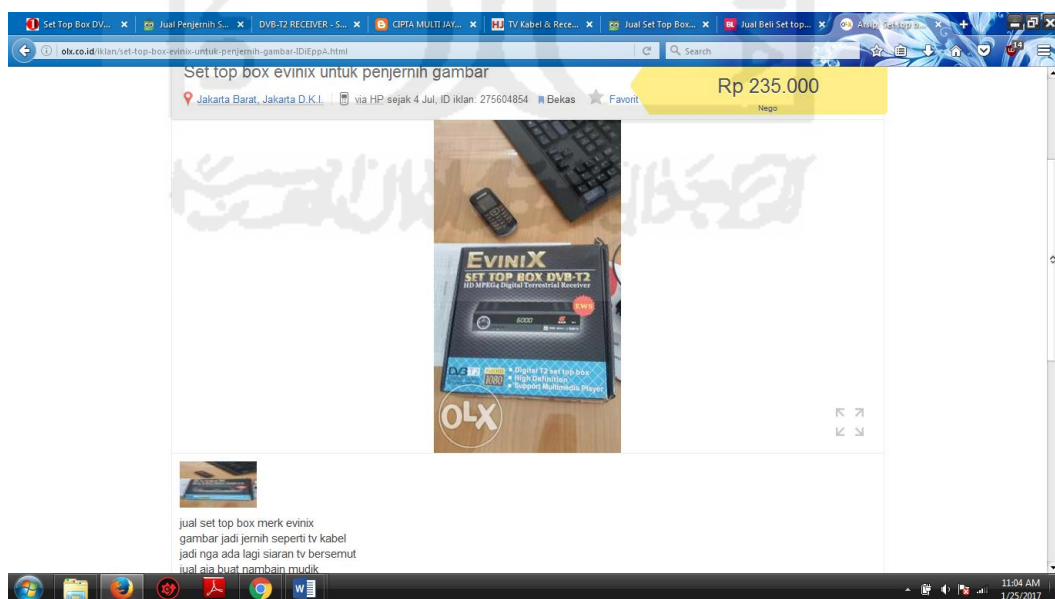 Set Top Box DV...
Jual Penjernih S...
DVB-T2 RECEIVER - S...
CIPTA MULTI JAY...
TV Kabel & Rece...
Jual Set Top Box...
Jual Beli Set top...
olx.co.id/iklan/set-top-box-evinix-untuk-penjernih-gambar-IDiEppA.html
Search
14
Set top box evinix untuk penjernih gambar
Rp 235.000
Nego
Jakarta Barat, Jakarta D.K.I. via HP sejak 4 Jul, ID iklan: 275604854 Bekas Favorit
EVINIX
SET TOP BOX DVB-T2
HD MPEG4 Digital Terrestrial Receiver
EWS
6000
DVB T2
1080
Digital T2 set top box
High Definition
Support Multimedia Player
OLX
jual set top box merk evinix
gambar jadi jernih seperti tv kabel
jadi nga ada lagi siaran tv bersemut
jual aja buat nambain mudik
11:04 AM
1/25/2017